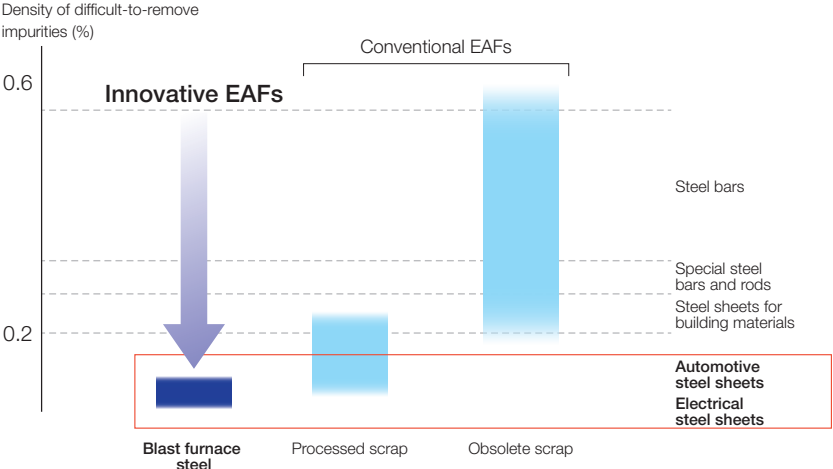 Density of difficult-to-remove
impurities (%)
Conventional EAFs
0.6
Innovative EAFs
Steel bars
Special steel
bars and rods
Steel sheets for
building materials
0.2
Automotive
steel sheets
Electrical
steel sheets
Blast furnace
steel
Processed scrap
Obsolete scrap